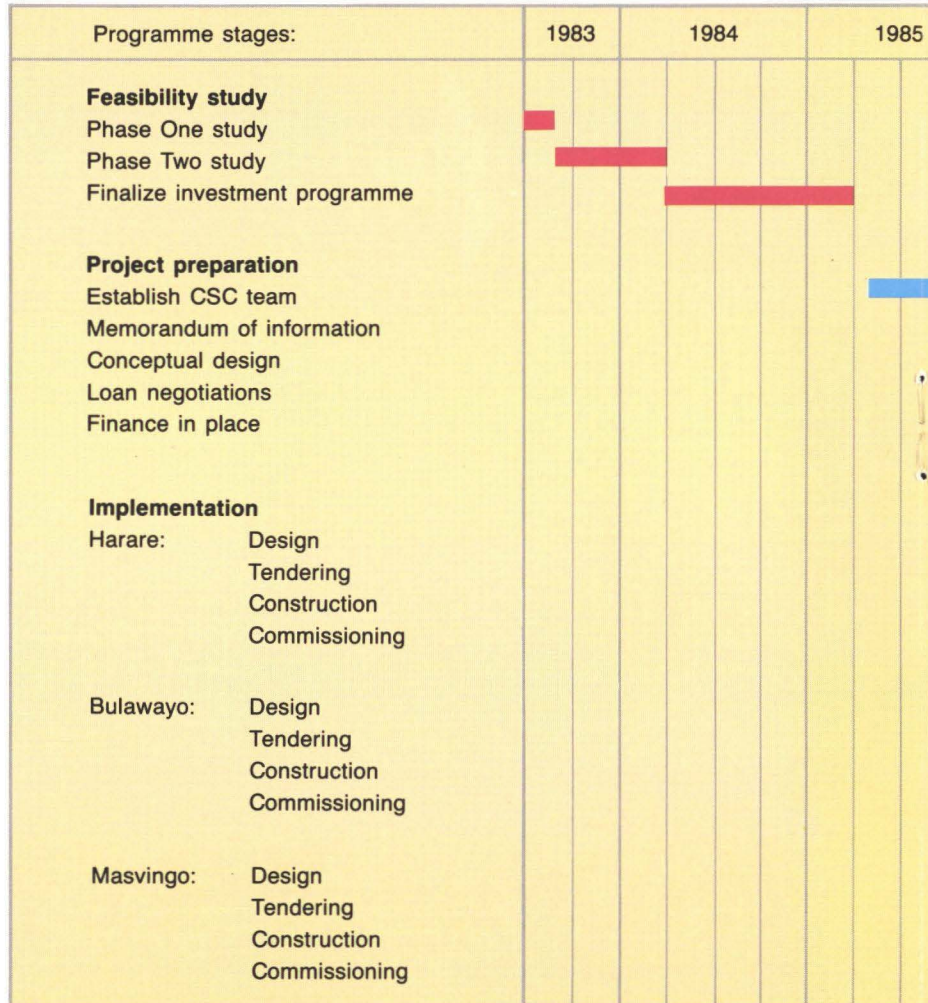 Programme stages: 1983 1984 1985
Feasibility study
Phase One study
Phase Two study
Finalize investment programme
Project preparation
Establish CSC team
Memorandum of information
Conceptual design
Loan negotiations
Finance in place
Implementation
Harare: Design
Tendering
Construction
Commissioning
Bulawayo: Design
Tendering
Construction
Commissioning
Masvingo: Design
Tendering
Construction
Commissioning